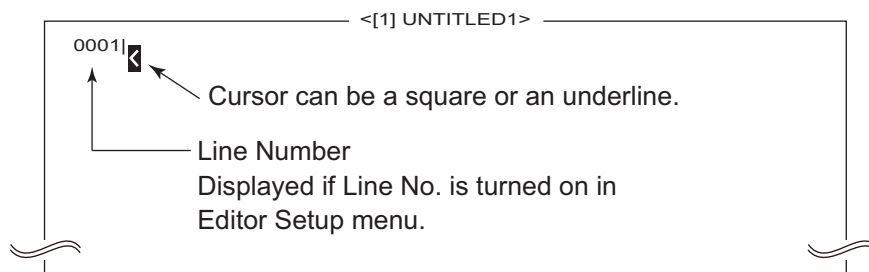 <[1] UNTITLED1>
0001|<
Cursor can be a square or an underline.
Line Number
Displayed if Line No. is turned on in
Editor Setup menu.